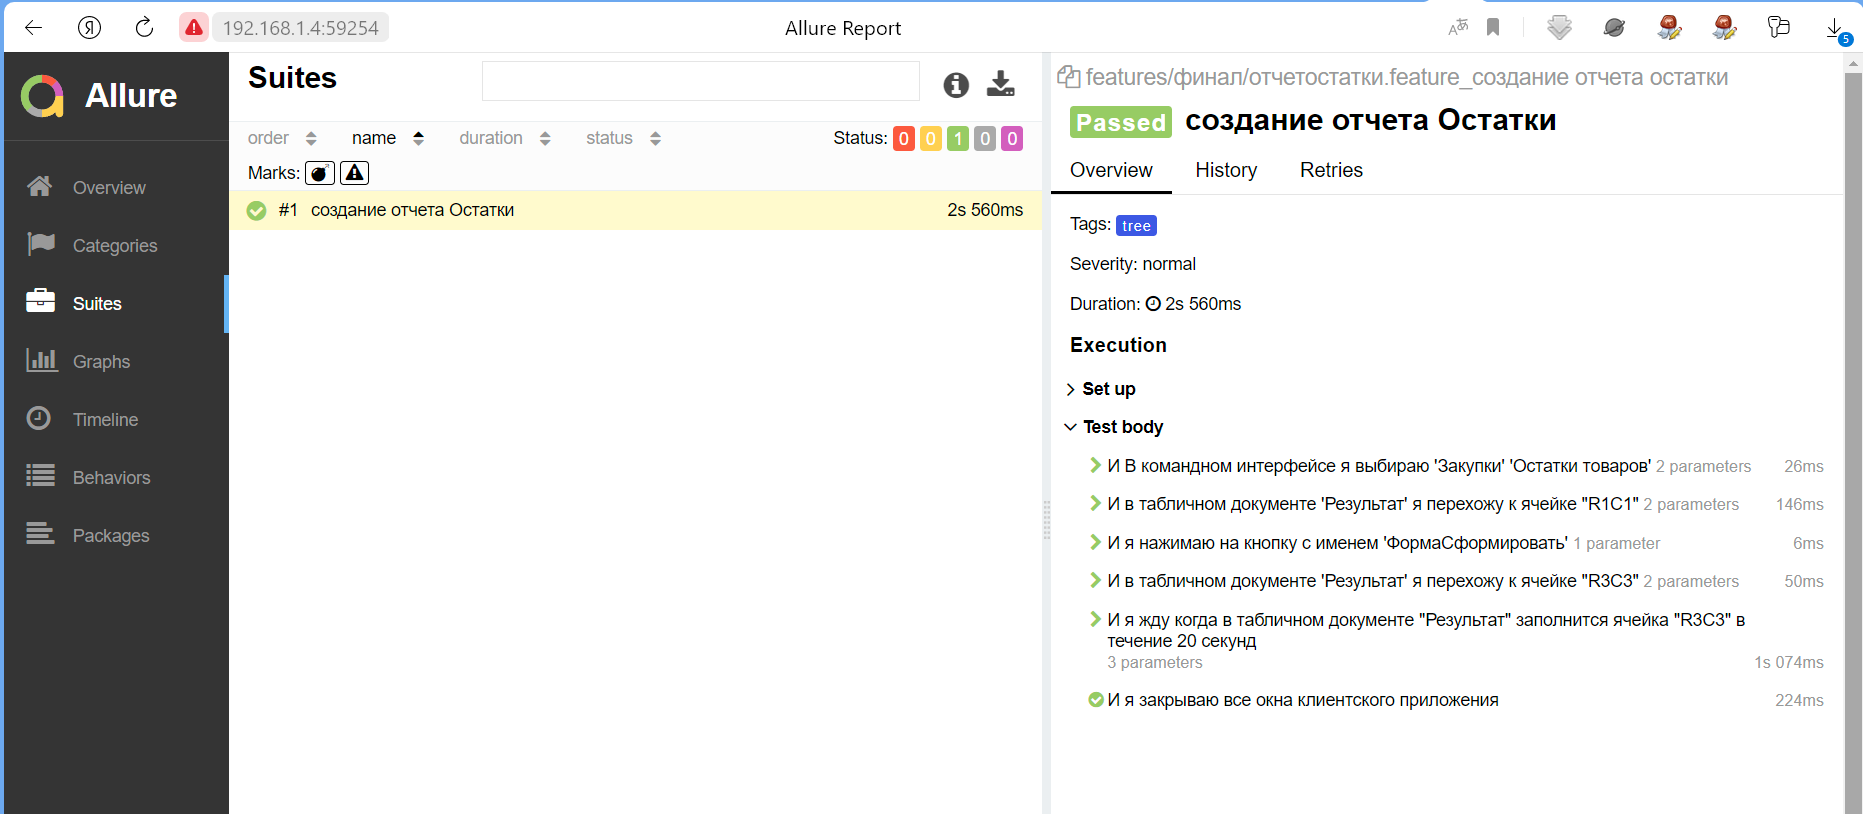 192.168.1.4:59254
Allure Report
5
Allure
Overview
Categories
Suites
Graphs
Timeline
Behaviors
Packages
Suites
order name duration status
Status: 0 0 1 0 0
Marks:
#1 создание отчета Остатки 2s 560ms
features/финал/отчетостатки.feature_создание отчета остатки
Passed создание отчета Остатки
Overview History Retries
Tags: tree
Severity: normal
Duration: 2s 560ms
Execution
Set up
Test body
И В командном интерфейсе я выбираю 'Закупки' 'Остатки товаров' 2 parameters 26ms
И в табличном документе 'Результат' я перехожу к ячейке "R1C1" 2 parameters 146ms
И я нажимаю на кнопку с именем 'ФормаСформировать' 1 parameter 6ms
И в табличном документе 'Результат' я перехожу к ячейке "R3C3" 2 parameters 50ms
И я жду когда в табличном документе "Результат" заполнится ячейка "R3C3" в
течение 20 секунд
3 parameters 1s 074ms
И я закрываю все окна клиентского приложения 224ms